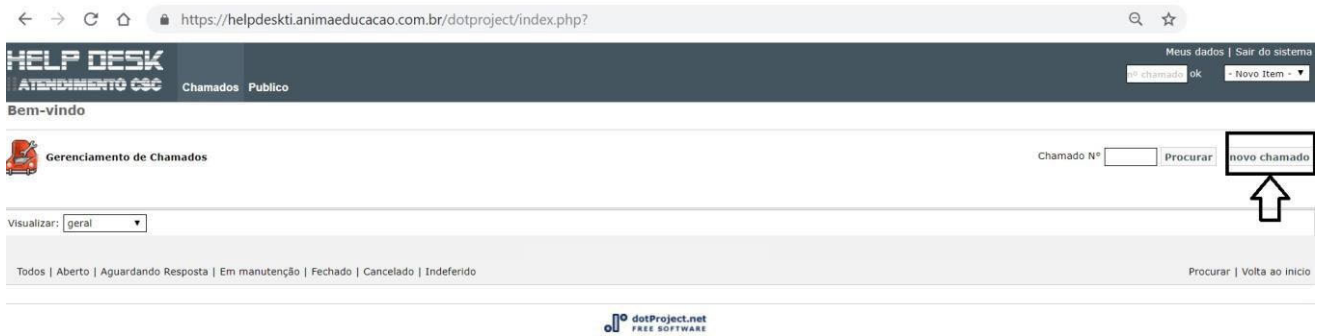 https://helpdeskti.animaeducacao.com.br/dotproject/index.php?
HELP DESK
ATENDIMENTO CSC
Chamados Publico
Meus dados | Sair do sistema
nº chamado ok - Novo Item -
Bem-vindo
Gerenciamento de Chamados
Chamado Nº Procurar novo chamado
Visualizar: geral
Todos | Aberto | Aguardando Resposta | Em manutenção | Fechado | Cancelado | Indeferido
Procurar | Volta ao inicio
dotProject.net
FREE SOFTWARE